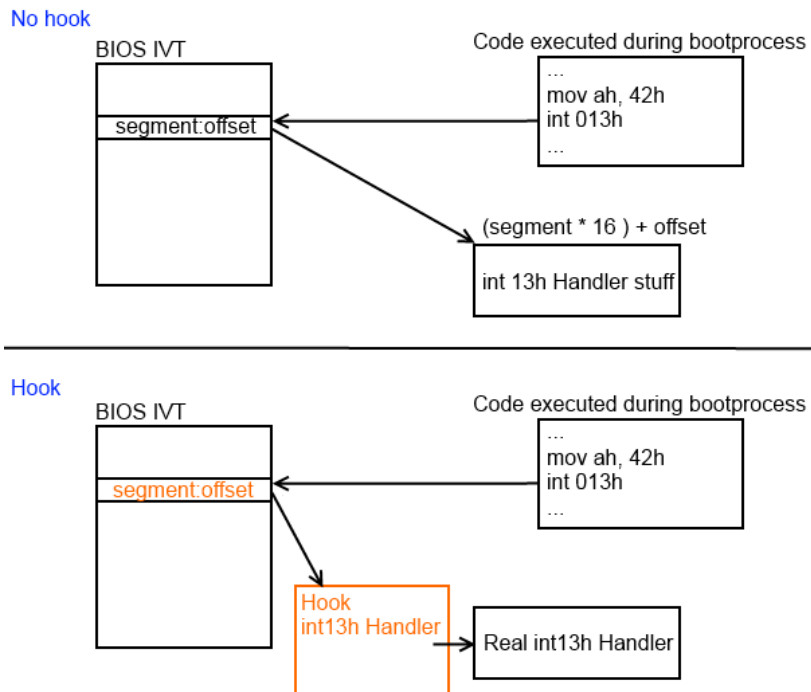 No hook
BIOS IVT
Code executed during bootprocess
...
mov ah, 42h
int 013h
...
segment:offset
(segment * 16 ) + offset
int 13h Handler stuff
Hook
BIOS IVT
Code executed during bootprocess
...
mov ah, 42h
int 013h
...
segment:offset
Hook
int13h Handler
Real int13h Handler